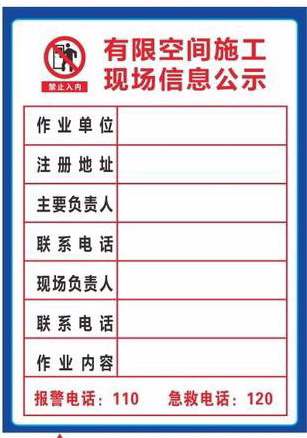 有限空间施工
现场信息公示
禁止入内
作业单位
注册地址
主要负责人
联系电话
现场负责人
联系电话
作业内容
报警电话：110 急救电话：120